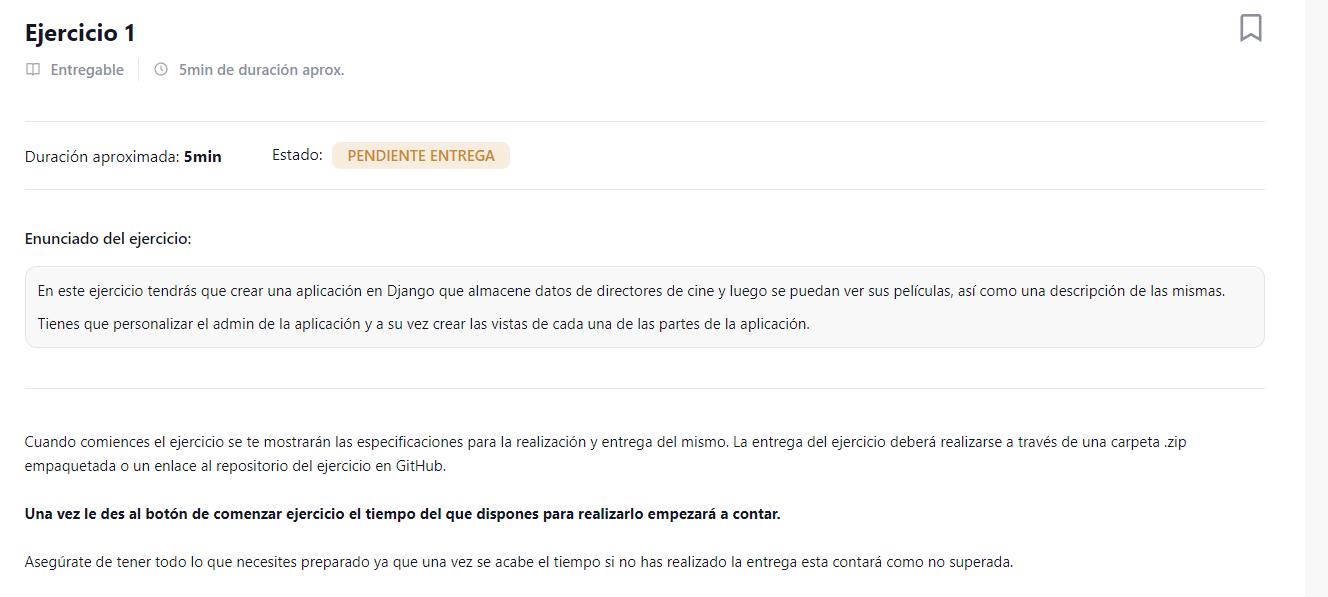 Ejercicio 1
Entregable
5min de duración aprox.
Duración aproximada: 5min
Estado: PENDIENTE ENTREGA
Enunciado del ejercicio:
En este ejercicio tendrás que crear una aplicación en Django que almacene datos de directores de cine y luego se puedan ver sus películas, así como una descripción de las mismas.
Tienes que personalizar el admin de la aplicación y a su vez crear las vistas de cada una de las partes de la aplicación.
Cuando comiences el ejercicio se te mostrarán las especificaciones para la realización y entrega del mismo. La entrega del ejercicio deberá realizarse a través de una carpeta .zip
empaquetada o un enlace al repositorio del ejercicio en GitHub.
Una vez le des al botón de comenzar ejercicio el tiempo del que dispones para realizarlo empezará a contar.
Asegúrate de tener todo lo que necesites preparado ya que una vez se acabe el tiempo si no has realizado la entrega esta contará como no superada.